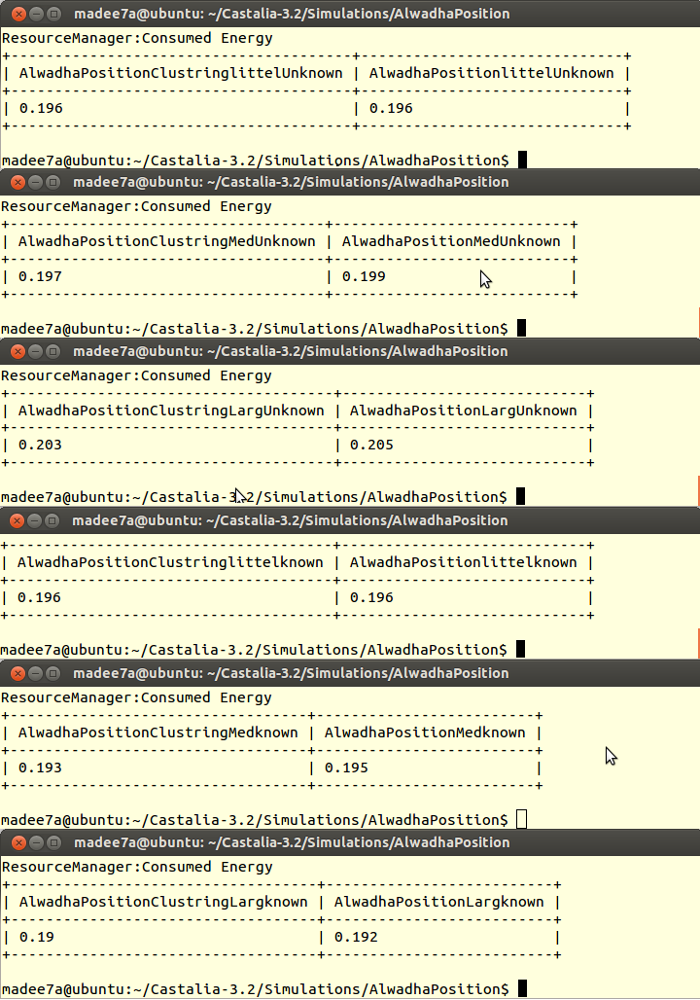 madee7a@ubuntu: ~/Castalia-3.2/Simulations/AlwadhaPosition
ResourceManager:Consumed Energy
+------------------------------------+-----------------------------+
| AlwadhaPositionClustringlittelUnknown | AlwadhaPositionlittelUnknown |
+------------------------------------+-----------------------------+
| 0.196 | 0.196 |
+------------------------------------+-----------------------------+
madee7a@ubuntu:~/Castalia-3.2/Simulations/AlwadhaPosition$
madee7a@ubuntu: ~/Castalia-3.2/Simulations/AlwadhaPosition
ResourceManager:Consumed Energy
+------------------------------------+---------------------------+
| AlwadhaPositionClustringMedUnknown | AlwadhaPositionMedUnknown |
+------------------------------------+---------------------------+
| 0.197 | 0.199 |
+------------------------------------+---------------------------+
madee7a@ubuntu:~/Castalia-3.2/Simulations/AlwadhaPosition$
madee7a@ubuntu: ~/Castalia-3.2/Simulations/AlwadhaPosition
ResourceManager:Consumed Energy
+-------------------------------------+----------------------------+
| AlwadhaPositionClustringLargUnknown | AlwadhaPositionLargUnknown |
+-------------------------------------+----------------------------+
| 0.203 | 0.205 |
+-------------------------------------+----------------------------+
madee7a@ubuntu:~/Castalia-3.2/Simulations/AlwadhaPosition$
madee7a@ubuntu: ~/Castalia-3.2/Simulations/AlwadhaPosition
+-------------------------------------+----------------------------+
| AlwadhaPositionClustringlittelknown | AlwadhaPositionlittelknown |
+-------------------------------------+----------------------------+
| 0.196 | 0.196 |
+-------------------------------------+----------------------------+
madee7a@ubuntu:~/Castalia-3.2/Simulations/AlwadhaPosition$
madee7a@ubuntu: ~/Castalia-3.2/Simulations/AlwadhaPosition
ResourceManager:Consumed Energy
+----------------------------------+-------------------------+
| AlwadhaPositionClustringMedknown | AlwadhaPositionMedknown |
+----------------------------------+-------------------------+
| 0.193 | 0.195 |
+----------------------------------+-------------------------+
madee7a@ubuntu:~/Castalia-3.2/Simulations/AlwadhaPosition$
madee7a@ubuntu: ~/Castalia-3.2/Simulations/AlwadhaPosition
ResourceManager:Consumed Energy
+-----------------------------------+--------------------------+
| AlwadhaPositionClustringLargknown | AlwadhaPositionLargknown |
+-----------------------------------+--------------------------+
| 0.19 | 0.192 |
+-----------------------------------+--------------------------+
madee7a@ubuntu:~/Castalia-3.2/Simulations/AlwadhaPosition$